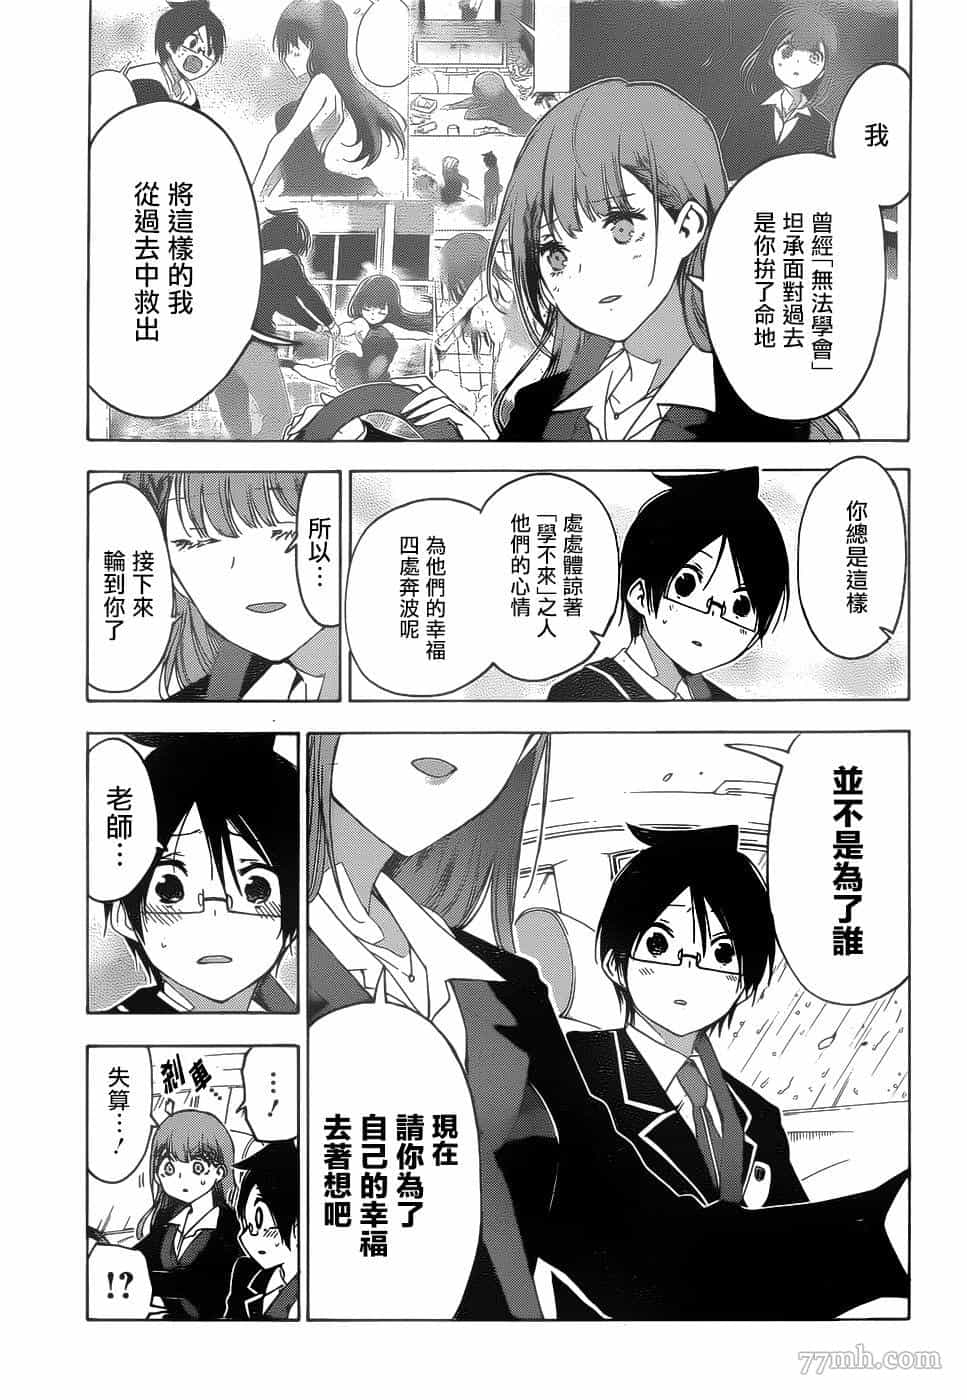 我
曾經「無法學會」
坦承面對過去
是你拚了命地
將這樣的我
從過去中救出
你總是這樣
處處體諒著
「學不來」之人
他們的心情
為他們的幸福
四處奔波呢
所以…
接下來
輪到你了
並不是為了誰
現在
請你為了
自己的幸福
去著想吧
老師…
…!
剎車…
失算…!
!?
77mh.com